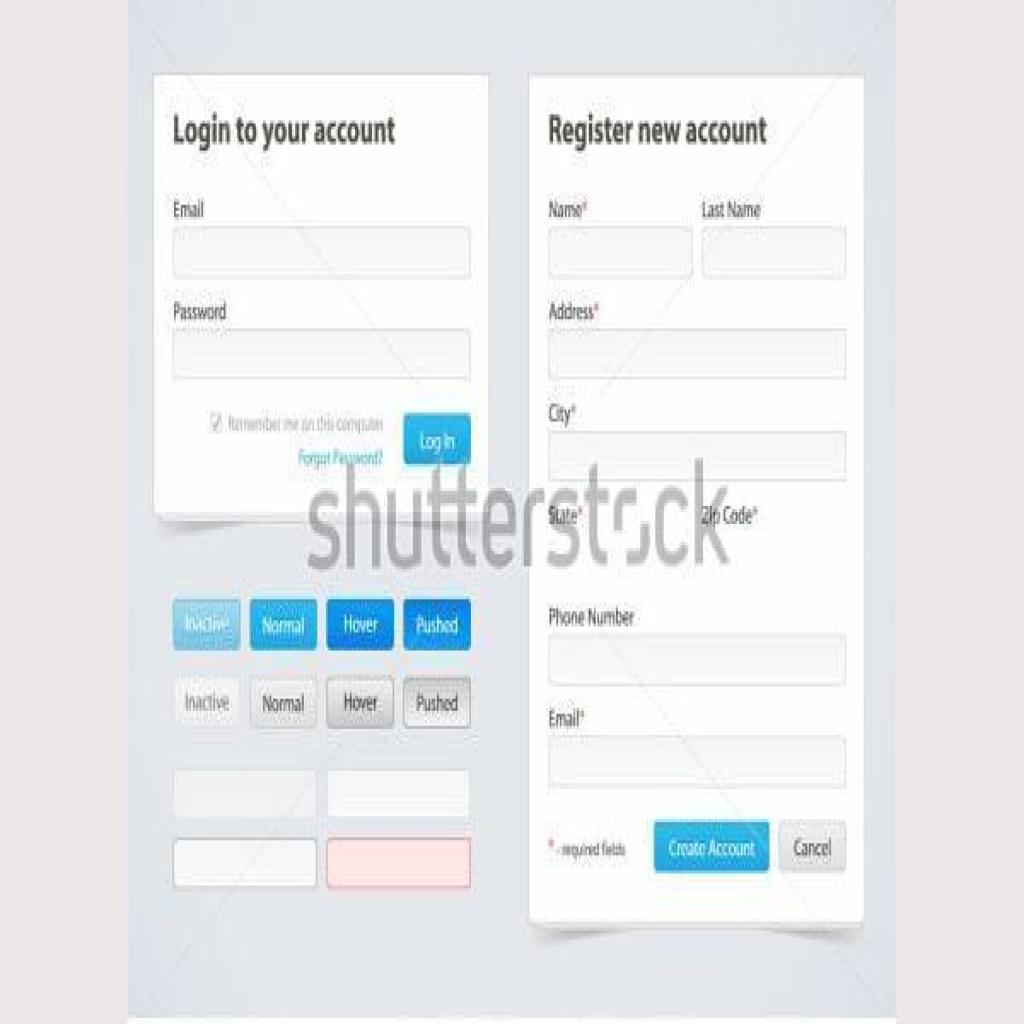 Login to your account
Email
Password
Remember me on this computer
Forgot Password?
Log In
Inactive Normal Hover Pushed
Inactive Normal Hover Pushed
Register new account
Name* Last Name
Address*
City*
State* Zip Code*
Phone Number
Email*
* - required fields Create Account Cancel
shutterstock